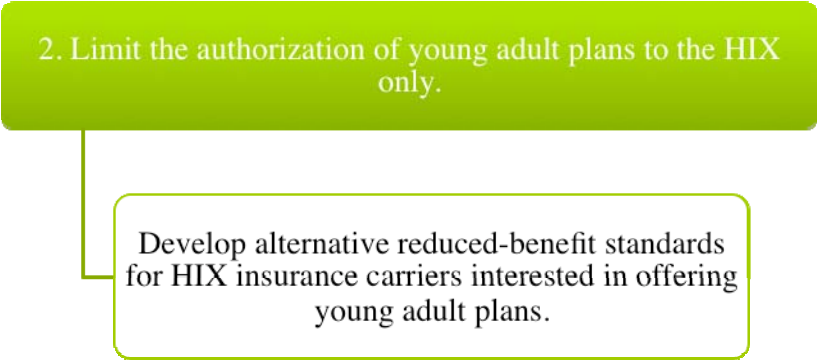 2. Limit the authorization of young adult plans to the HIX
only.
Develop alternative reduced-benefit standards
for HIX insurance carriers interested in offering
young adult plans.